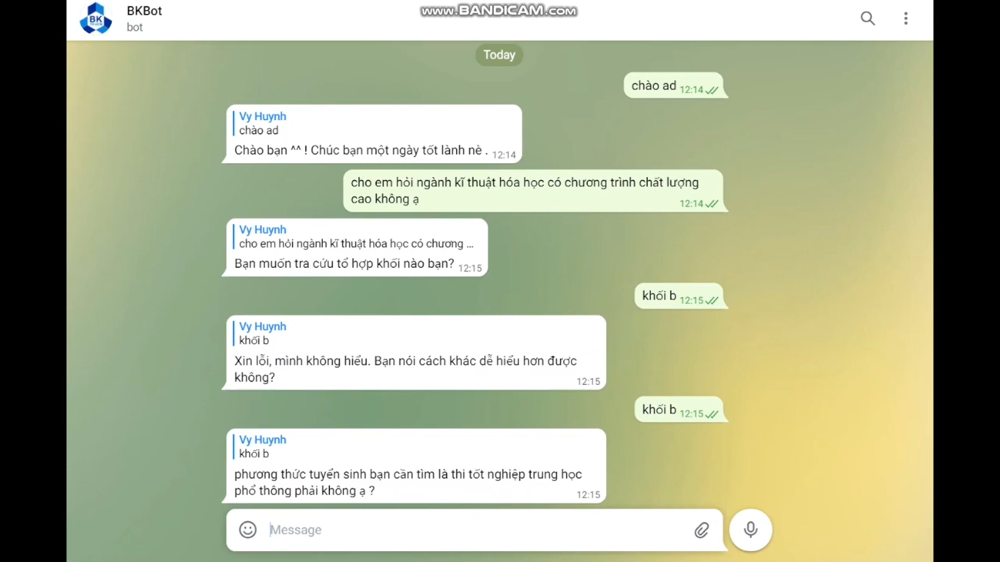 BKBot
bot
www.BANDICAM.com
BK
Today
chào ad 12:14
Vy Huynh
chào ad
Chào bạn ^^ ! Chúc bạn một ngày tốt lành nè . 12:14
cho em hỏi ngành kĩ thuật hóa học có chương trình chất lượng
cao không ạ 12:14
Vy Huynh
cho em hỏi ngành kĩ thuật hóa học có chương ...
Bạn muốn tra cứu tổ hợp khối nào bạn? 12:15
khối b 12:15
Vy Huynh
khối b
Xin lỗi, mình không hiểu. Bạn nói cách khác dễ hiểu hơn được
không? 12:15
khối b 12:15
Vy Huynh
khối b
phương thức tuyển sinh bạn cần tìm là thi tốt nghiệp trung học
phổ thông phải không ạ ? 12:15
Message